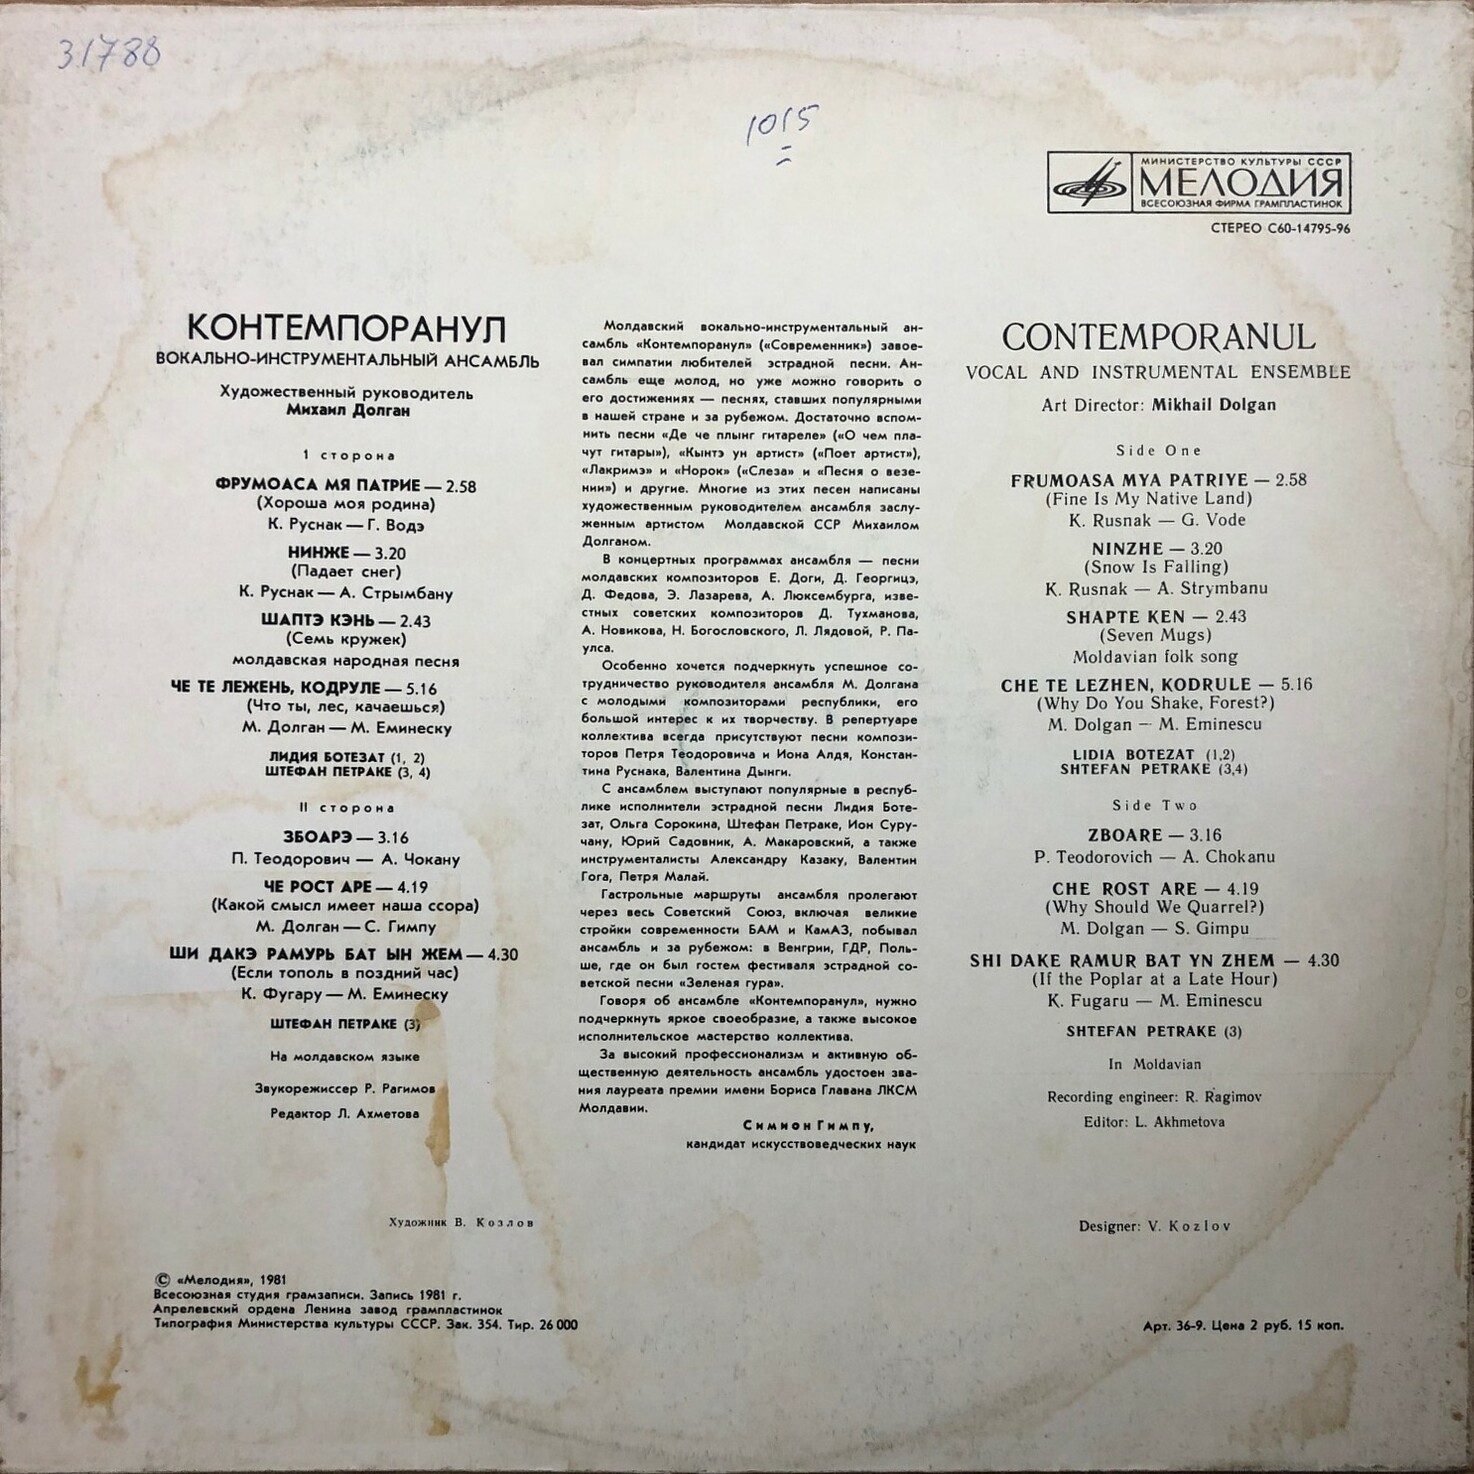 31788
1015
МИНИСТЕРСТВО КУЛЬТУРЫ СССР
МЕЛОДИЯ
ВСЕСОЮЗНАЯ ФИРМА ГРАМПЛАСТИНОК
СТЕРЕО С60-14795-96
КОНТЕМПОРАНУЛ
ВОКАЛЬНО-ИНСТРУМЕНТАЛЬНЫЙ АНСАМБЛЬ
Художественный руководитель
Михаил Долган
I сторона
ФРУМОАСА МЯ ПАТРИЕ — 2.58
(Хороша моя родина)
К. Руснак — Г. Водэ
НИНЖЕ — 3.20
(Падает снег)
К. Руснак — А. Стрымбану
ШАПТЭ КЭНЬ — 2.43
(Семь кружек)
молдавская народная песня
ЧЕ ТЕ ЛЕЖЕНЬ, КОДРУЛЕ — 5.16
(Что ты, лес, качаешься)
М. Долган — М. Еминеску
ЛИДИЯ БОТЕЗАТ (1, 2)
ШТЕФАН ПЕТРАКЕ (3, 4)
II сторона
ЗБОАРЭ — 3.16
П. Теодорович — А. Чокану
ЧЕ РОСТ АРЕ — 4.19
(Какой смысл имеет наша ссора)
М. Долган — С. Гимпу
ШИ ДАКЭ РАМУРЬ БАТ ЫН ЖЕМ — 4.30
(Если тополь в поздний час)
К. Фугару — М. Еминеску
ШТЕФАН ПЕТРАКЕ (3)
На молдавском языке
Звукорежиссер Р. Рагимов
Редактор Л. Ахметова
Художник В. Козлов
© «Мелодия», 1981
Всесоюзная студия грамзаписи. Запись 1981 г.
Апрелевский ордена Ленина завод грампластинок
Типография Министерства культуры СССР. Зак. 354. Тир. 26 000
Молдавский вокально-инструментальный ан-
самбль «Контемпоранул» («Современник») завое-
вал симпатии любителей эстрадной песни. Ан-
самбль еще молод, но уже можно говорить о
его достижениях — песнях, ставших популярными
в нашей стране и за рубежом. Достаточно вспом-
нить песни «Де че плынг гитареле» («О чем пла-
чут гитары»), «Кынтэ ун артист» («Поет артист»),
«Лакримэ» и «Норок» («Слеза» и «Песня о везе-
нии») и другие. Многие из этих песен написаны
художественным руководителем ансамбля заслу-
женным артистом Молдавской ССР Михаилом
Долганом.
В концертных программах ансамбля — песни
молдавских композиторов Е. Доги, Д. Георгицэ,
Д. Федова, Э. Лазарева, А. Люксембурга, изве-
стных советских композиторов Д. Тухманова,
А. Новикова, Н. Богословского, Л. Лядовой, Р. Па-
улса.
Особенно хочется подчеркнуть успешное со-
трудничество руководителя ансамбля М. Долгана
с молодыми композиторами республики, его
большой интерес к их творчеству. В репертуаре
коллектива всегда присутствуют песни компози-
торов Петря Теодоровича и Иона Алдя, Констан-
тина Руснака, Валентина Дынги.
С ансамблем выступают популярные в респуб-
лике исполнители эстрадной песни Лидия Боте-
зат, Ольга Сорокина, Штефан Петраке, Ион Суру-
чану, Юрий Садовник, А. Макаровский, а также
инструменталисты Александру Казаку, Валентин
Гога, Петря Малай.
Гастрольные маршруты ансамбля пролегают
через весь Советский Союз, включая великие
стройки современности БАМ и КамАЗ, побывал
ансамбль и за рубежом: в Венгрии, ГДР, Поль-
ше, где он был гостем фестиваля эстрадной со-
ветской песни «Зеленая гура».
Говоря об ансамбле «Контемпоранул», нужно
подчеркнуть яркое своеобразие, а также высокое
исполнительское мастерство коллектива.
За высокий профессионализм и активную об-
щественную деятельность ансамбль удостоен зва-
ния лауреата премии имени Бориса Главана ЛКСМ
Молдавии.
Симион Гимпу,
кандидат искусствоведческих наук
CONTEMPORANUL
VOCAL AND INSTRUMENTAL ENSEMBLE
Art Director: Mikhail Dolgan
Side One
FRUMOASA MYA PATRIYE — 2.58
(Fine Is My Native Land)
K. Rusnak — G. Vode
NINZHE — 3.20
(Snow Is Falling)
K. Rusnak — A. Strymbanu
SHAPTE KEN — 2.43
(Seven Mugs)
Moldavian folk song
CHE TE LEZHEN, KODRULE — 5.16
(Why Do You Shake, Forest?)
M. Dolgan — M. Eminescu
LIDIA BOTEZAT (1,2)
SHTEFAN PETRAKE (3,4)
Side Two
ZBOARE — 3.16
P. Teodorovich — A. Chokanu
CHE ROST ARE — 4.19
(Why Should We Quarrel?)
M. Dolgan — S. Gimpu
SHI DAKE RAMUR BAT YN ZHEM — 4.30
(If the Poplar at a Late Hour)
K. Fugaru — M. Eminescu
SHTEFAN PETRAKE (3)
In Moldavian
Recording engineer: R. Ragimov
Editor: L. Akhmetova
Designer: V. Kozlov
Арт. 36-9. Цена 2 руб. 15 коп.